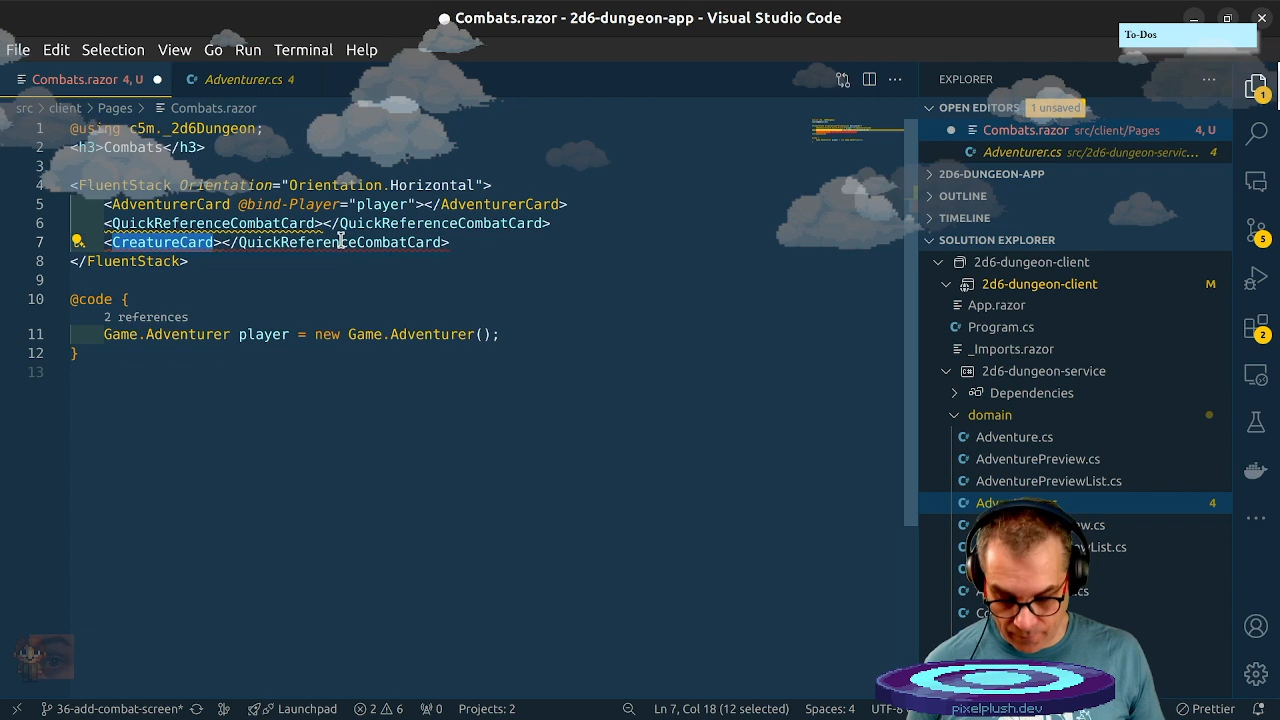 Combats.razor - 2d6-dungeon-app - Visual Studio Code
To-Dos
File Edit Selection View Go Run Terminal Help
Combats.razor 4, U
Adventurer.cs 4
EXPLORER
src > client > Pages > Combats.razor
1 @using c5m._2d6Dungeon;
2 <h3>Combats</h3>
3
4 <FluentStack Orientation="Orientation.Horizontal">
5 <AdventurerCard @bind-Player="player"></AdventurerCard>
6 <QuickReferenceCombatCard></QuickReferenceCombatCard>
7 <CreatureCard></QuickReferenceCombatCard>
8 </FluentStack>
9
10 @code {
2 references
11 Game.Adventurer player = new Game.Adventurer();
12 }
13
OPEN EDITORS 1 unsaved
Combats.razor src/client/Pages 4, U
Adventurer.cs src/2d6-dungeon-servic... 4
2D6-DUNGEON-APP
OUTLINE
TIMELINE
SOLUTION EXPLORER
2d6-dungeon-client
2d6-dungeon-client M
App.razor
Program.cs
_Imports.razor
2d6-dungeon-service
Dependencies
domain
Adventure.cs
AdventurePreview.cs
AdventurePreviewList.cs
4
1
5
2
pixelplush.dev
36-add-combat-screen* Launchpad 2 6 0 Projects: 2 Ln 7, Col 18 (12 selected) Spaces: 4 Prettier